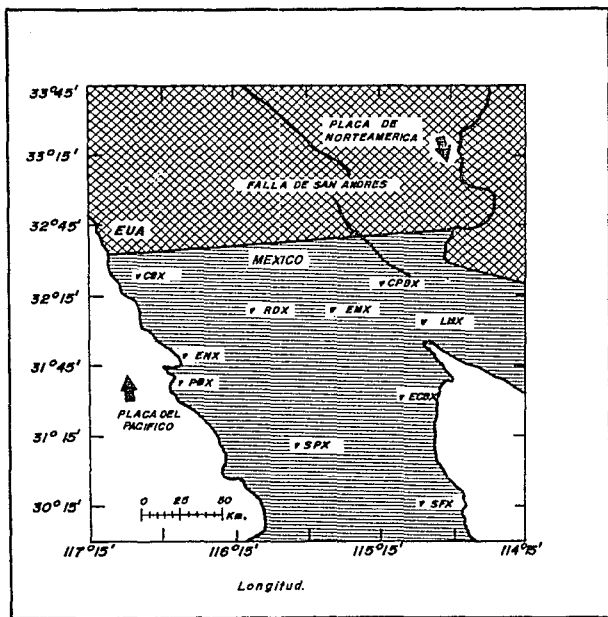 33°45'
PLACA DE
NORTEAMERICA
33°15'
FALLA DE SAN ANDRES
32°45'
EUA
MEXICO
CBX
CPDX
32°15'
RDX
EMX
LMX
ENX
31°45'
PBX
ECBX
PLACA DEL
PACIFICO
31°15'
SPX
0 25 50
Km.
30°15'
SFX
117°15'
116°15'
115°15'
114°15'
Longitud.